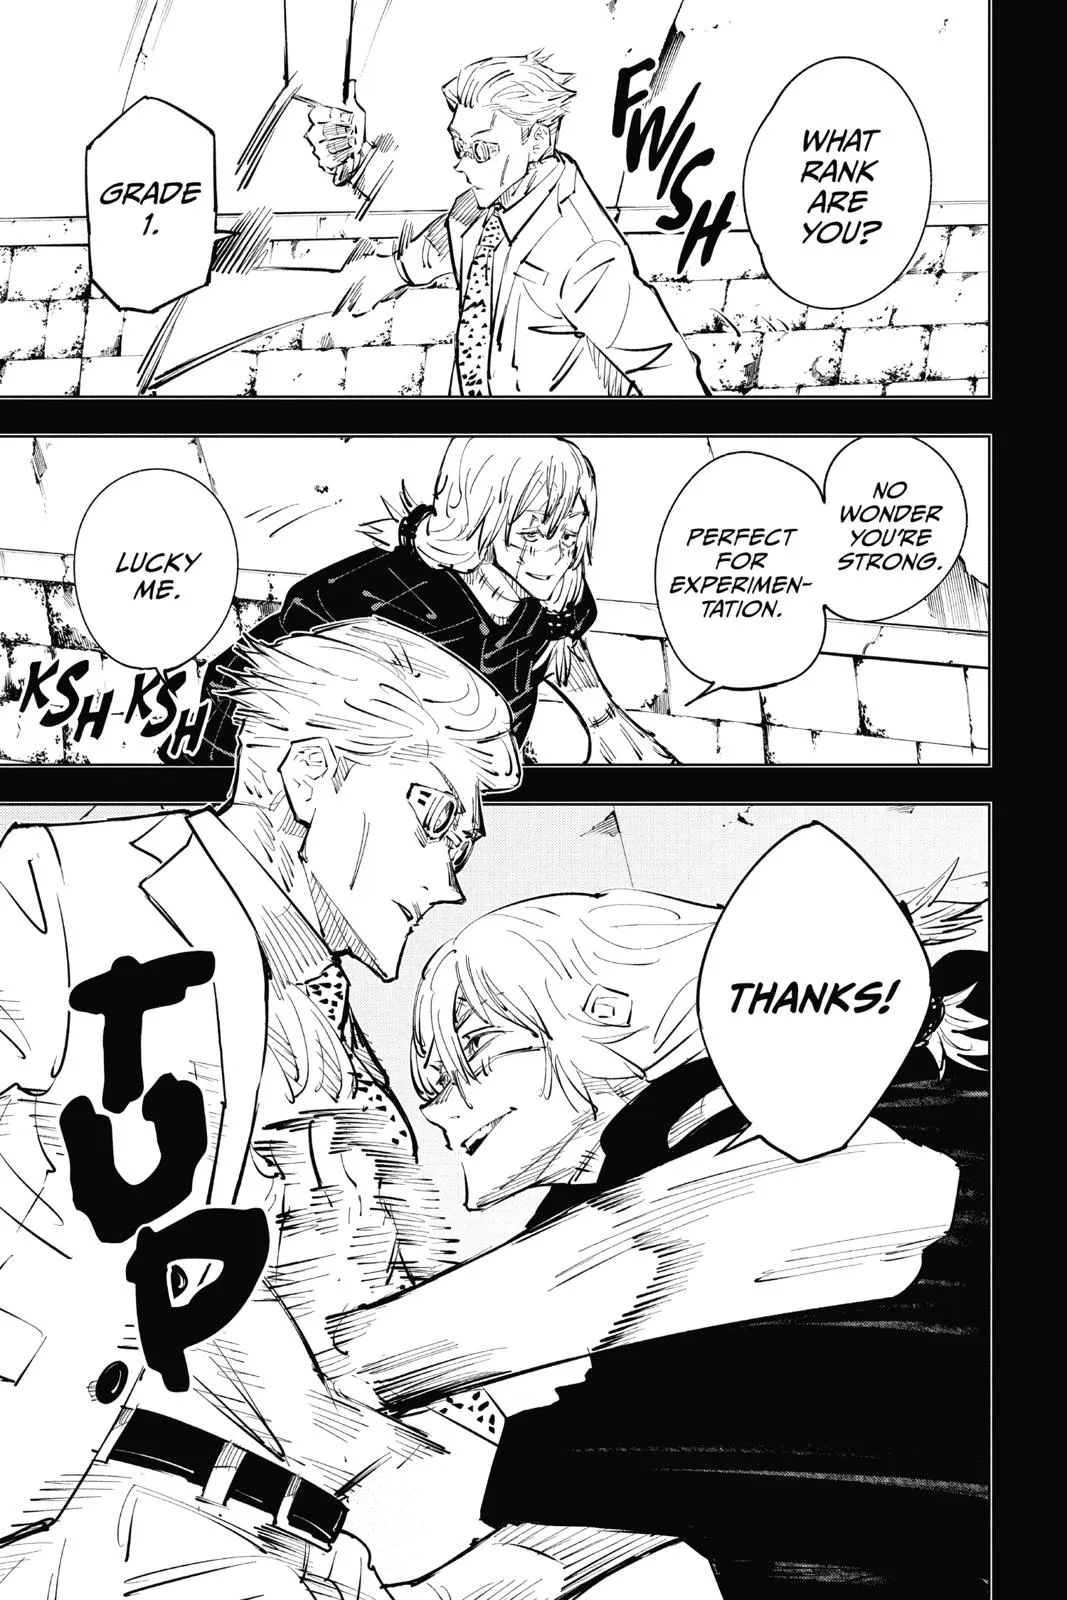 WHAT
RANK
ARE
YOU?
FWISH
GRADE
1.
NO
WONDER
YOU'RE
STRONG.
PERFECT
FOR
EXPERIMEN-
TATION.
LUCKY
ME.
KSH KSH
THANKS!
TUP